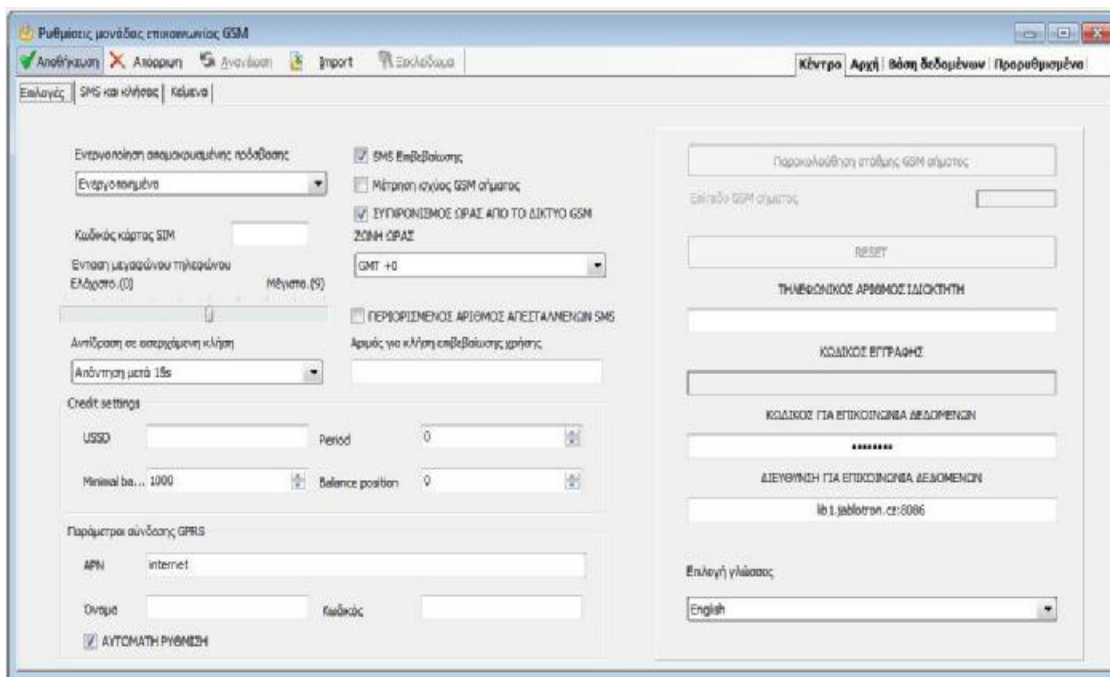 Ρυθμίσεις μονάδας επικοινωνίας GSM
Αποθήκευση Απόρριψη Ανανέωση Import Ξεκλείδωμα
Κέντρο Αρχή Βάση δεδομένων Προρυθμισμένα
Επιλογές SMS και κλήσεις Κείμενα
Ενεργοποίηση απομακρυσμένης πρόσβασης
Ενεργοποιημένο
Κωδικός κάρτας SIM
Ενταση μεγαφώνου τηλεφώνου
Ελάχιστο.(0) Μέγιστο.(9)
Αντίδραση σε εισερχόμενη κλήση
Απάντηση μετά 15s
SMS Επιβεβαίωσης
Μέτρηση ισχύος GSM σήματος
ΣΥΓΧΡΟΝΙΣΜΟΣ ΩΡΑΣ ΑΠΟ ΤΟ ΔΙΚΤΥΟ GSM
ΖΩΝΗ ΩΡΑΣ
GMT +0
ΠΕΡΙΟΡΙΣΜΕΝΟΣ ΑΡΙΘΜΟΣ ΑΠΕΣΤΑΛΜΕΝΩΝ SMS
Αριμός για κλήση επιβεβαίωσης χρήσης
Credit settings
USSD Period 0
Minimal ba... 1000 Balance position 0
Παράμετροι σύνδεσης GPRS
APN internet
Όνομα Κωδικός
ΑΥΤΟΜΑΤΗ ΡΥΘΜΙΣΗ
Παρακολούθηση στάθμης GSM σήματος
Επίπεδο GSM σήματος
RESET
ΤΗΛΕΦΩΝΙΚΟΣ ΑΡΙΘΜΟΣ ΙΔΙΟΚΤΗΤΗ
ΚΩΔΙΚΟΣ ΕΓΓΡΑΦΗΣ
ΚΩΔΙΚΟΣ ΓΙΑ ΕΠΙΚΟΙΝΩΝΙΑ ΔΕΔΟΜΕΝΩΝ
••••••••
ΔΙΕΥΘΥΝΣΗ ΓΙΑ ΕΠΙΚΟΙΝΩΝΙΑ ΔΕΔΟΜΕΝΩΝ
lib1.jablotron.cz:8086
Επιλογή γλώσσας
English